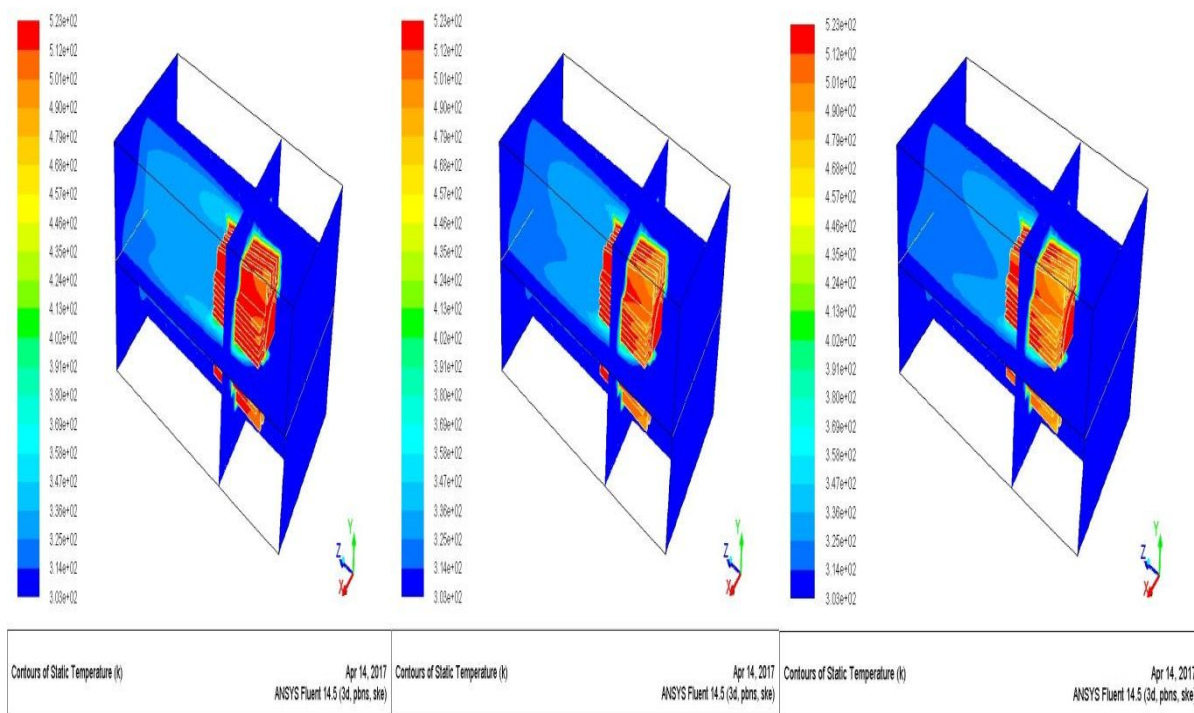 5.23e+02
5.12e+02
5.01e+02
4.90e+02
4.79e+02
4.68e+02
4.57e+02
4.46e+02
4.35e+02
4.24e+02
4.13e+02
4.02e+02
3.91e+02
3.80e+02
3.69e+02
3.58e+02
3.47e+02
3.36e+02
3.25e+02
3.14e+02
3.03e+02
Y
Z
X
Contours of Static Temperature (k)
Apr 14, 2017
ANSYS Fluent 14.5 (3d, pbns, ske)
5.23e+02
5.12e+02
5.01e+02
4.90e+02
4.79e+02
4.68e+02
4.57e+02
4.46e+02
4.35e+02
4.24e+02
4.13e+02
4.02e+02
3.91e+02
3.80e+02
3.69e+02
3.58e+02
3.47e+02
3.36e+02
3.25e+02
3.14e+02
3.03e+02
Y
Z
X
Contours of Static Temperature (k)
Apr 14, 2017
ANSYS Fluent 14.5 (3d, pbns, ske)
5.23e+02
5.12e+02
5.01e+02
4.90e+02
4.79e+02
4.68e+02
4.57e+02
4.46e+02
4.35e+02
4.24e+02
4.13e+02
4.02e+02
3.91e+02
3.80e+02
3.69e+02
3.58e+02
3.47e+02
3.36e+02
3.25e+02
3.14e+02
3.03e+02
Y
Z
X
Contours of Static Temperature (k)
Apr 14, 2017
ANSYS Fluent 14.5 (3d, pbns, ske)